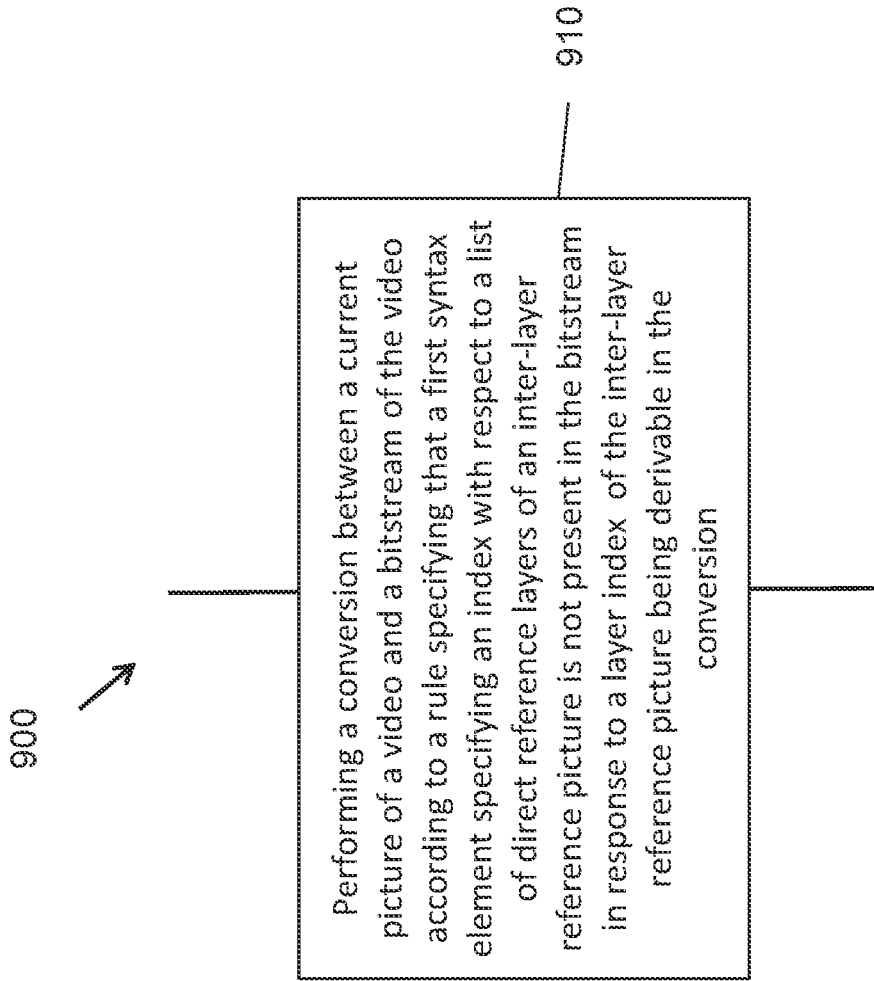 900
Performing a conversion between a current
picture of a video and a bitstream of the video
according to a rule specifying that a first syntax
element specifying an index with respect to a list
of direct reference layers of an inter-layer
reference picture is not present in the bitstream
in response to a layer index of the inter-layer
reference picture being derivable in the
conversion
910